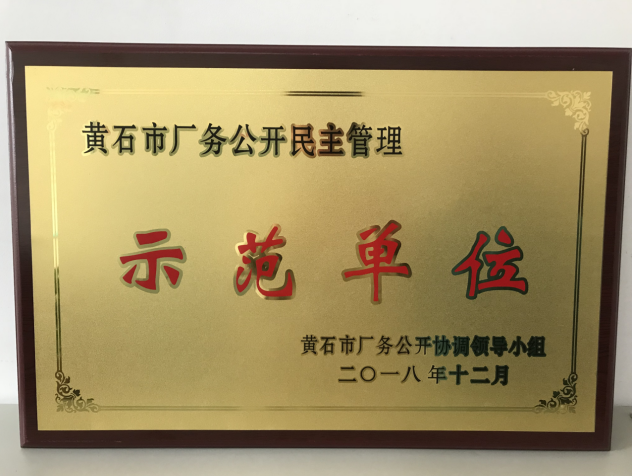 黄石市厂务公开民主管理
示范单位
黄石市厂务公开协调领导小组
二〇一八年十二月